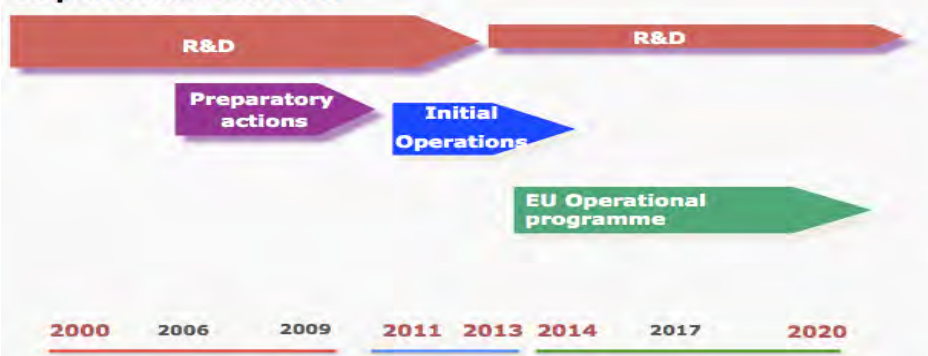 R&D
R&D
Preparatory
actions
Initial
Operations
EU Operational
programme
2000 2006 2009 2011 2013 2014 2017 2020